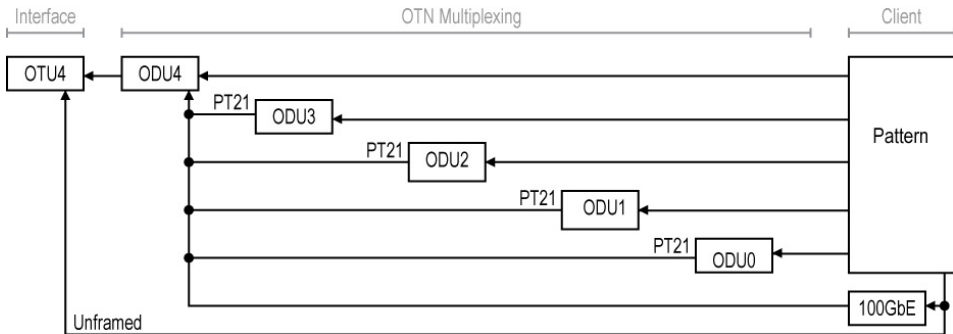 Interface
OTN Multiplexing
Client
OTU4
ODU4
PT21
ODU3
Pattern
PT21
ODU2
PT21
ODU1
PT21
ODU0
100GbE
Unframed